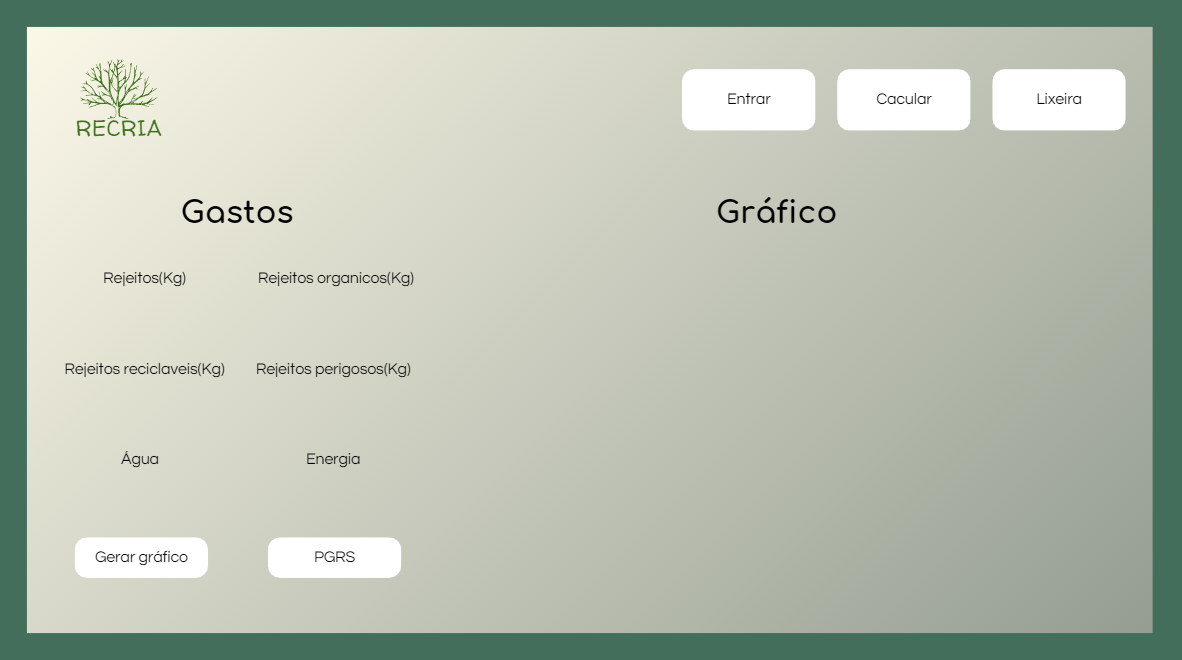 RECRIA
Entrar
Cacular
Lixeira
Gastos
Gráfico
Rejeitos(Kg)
Rejeitos organicos(Kg)
Rejeitos reciclaveis(Kg)
Rejeitos perigosos(Kg)
Água
Energia
Gerar gráfico
PGRS